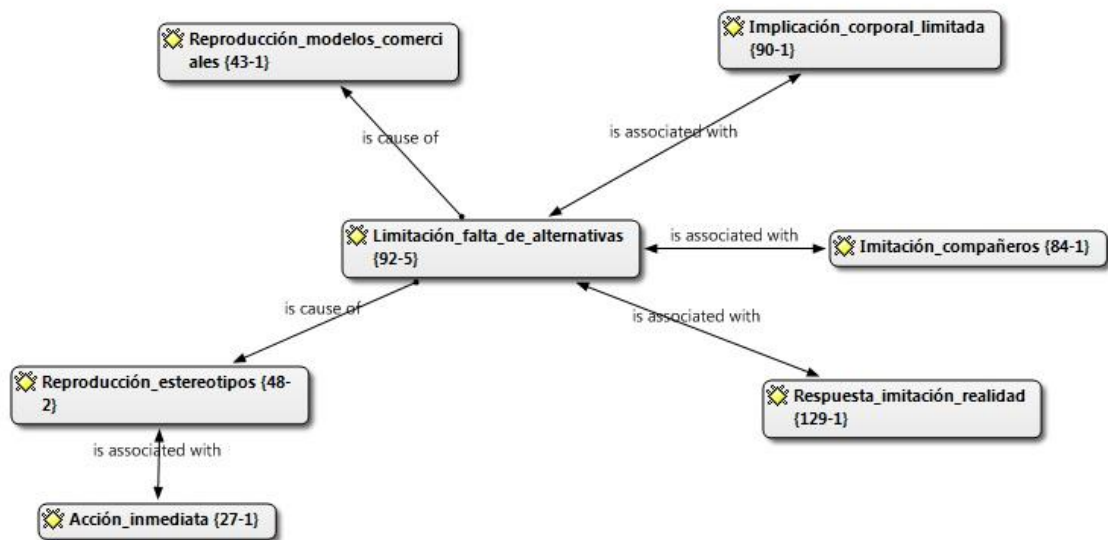 Reproducción_modelos_comerci
ales {43-1}
Implicación_corporal_limitada
{90-1}
is cause of
is associated with
Limitación_falta_de_alternativas
{92-5}
is associated with
Imitación_compañeros {84-1}
is cause of
is associated with
Reproducción_estereotipos {48-
2}
Respuesta_imitación_realidad
{129-1}
is associated with
Acción_inmediata {27-1}